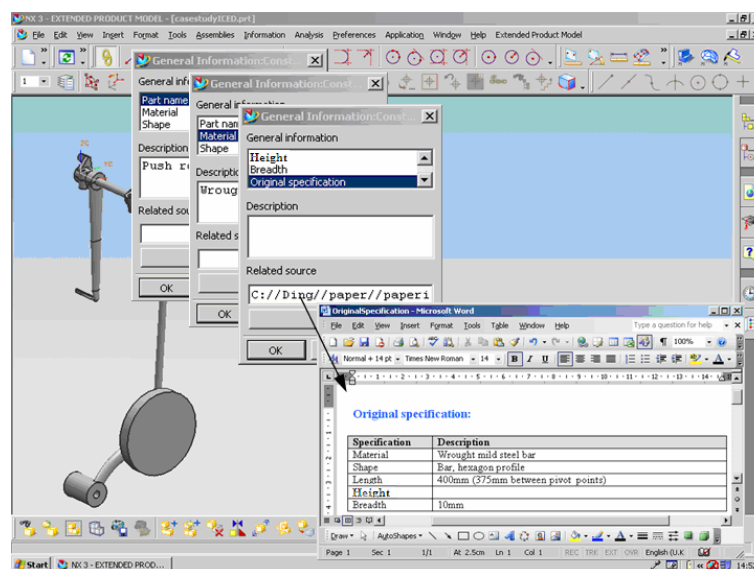 NX 3 - EXTENDED PRODUCT MODEL - [casestudyICED.prt]
File Edit View Insert Format Tools Assemblies Information Analysis Preferences Application Window Help Extended Product Model
1
General Information:Const...
General inf
Part name
Material
Shape
Description
Push r
Related sou
OK
General Information:Const...
General information
Part nam
Material
Shape
Descriptio
Wroug
Related s
OK
General Information:Const...
General information
Height
Breadth
Original specification
Description
Related source
C://Ding//paper//paperi
OK
ZC
YC
OriginalSpecification - Microsoft Word
File Edit View Insert Format Tools Table Window Help Type a question for help
100%
Normal + 14 pt Times New Roman 14 B I U
Original specification:
Specification Description
Material Wrought mild steel bar
Shape Bar, hexagon profile
Length 400mm (375mm between pivot points)
Height
Breadth 10mm
Draw AutoShapes
Page 1 Sec 1 1/1 At 2.5cm Ln 1 Col 1 REC TRK EXT OVR English (U.K
Start NX 3 - EXTENDED PROD...